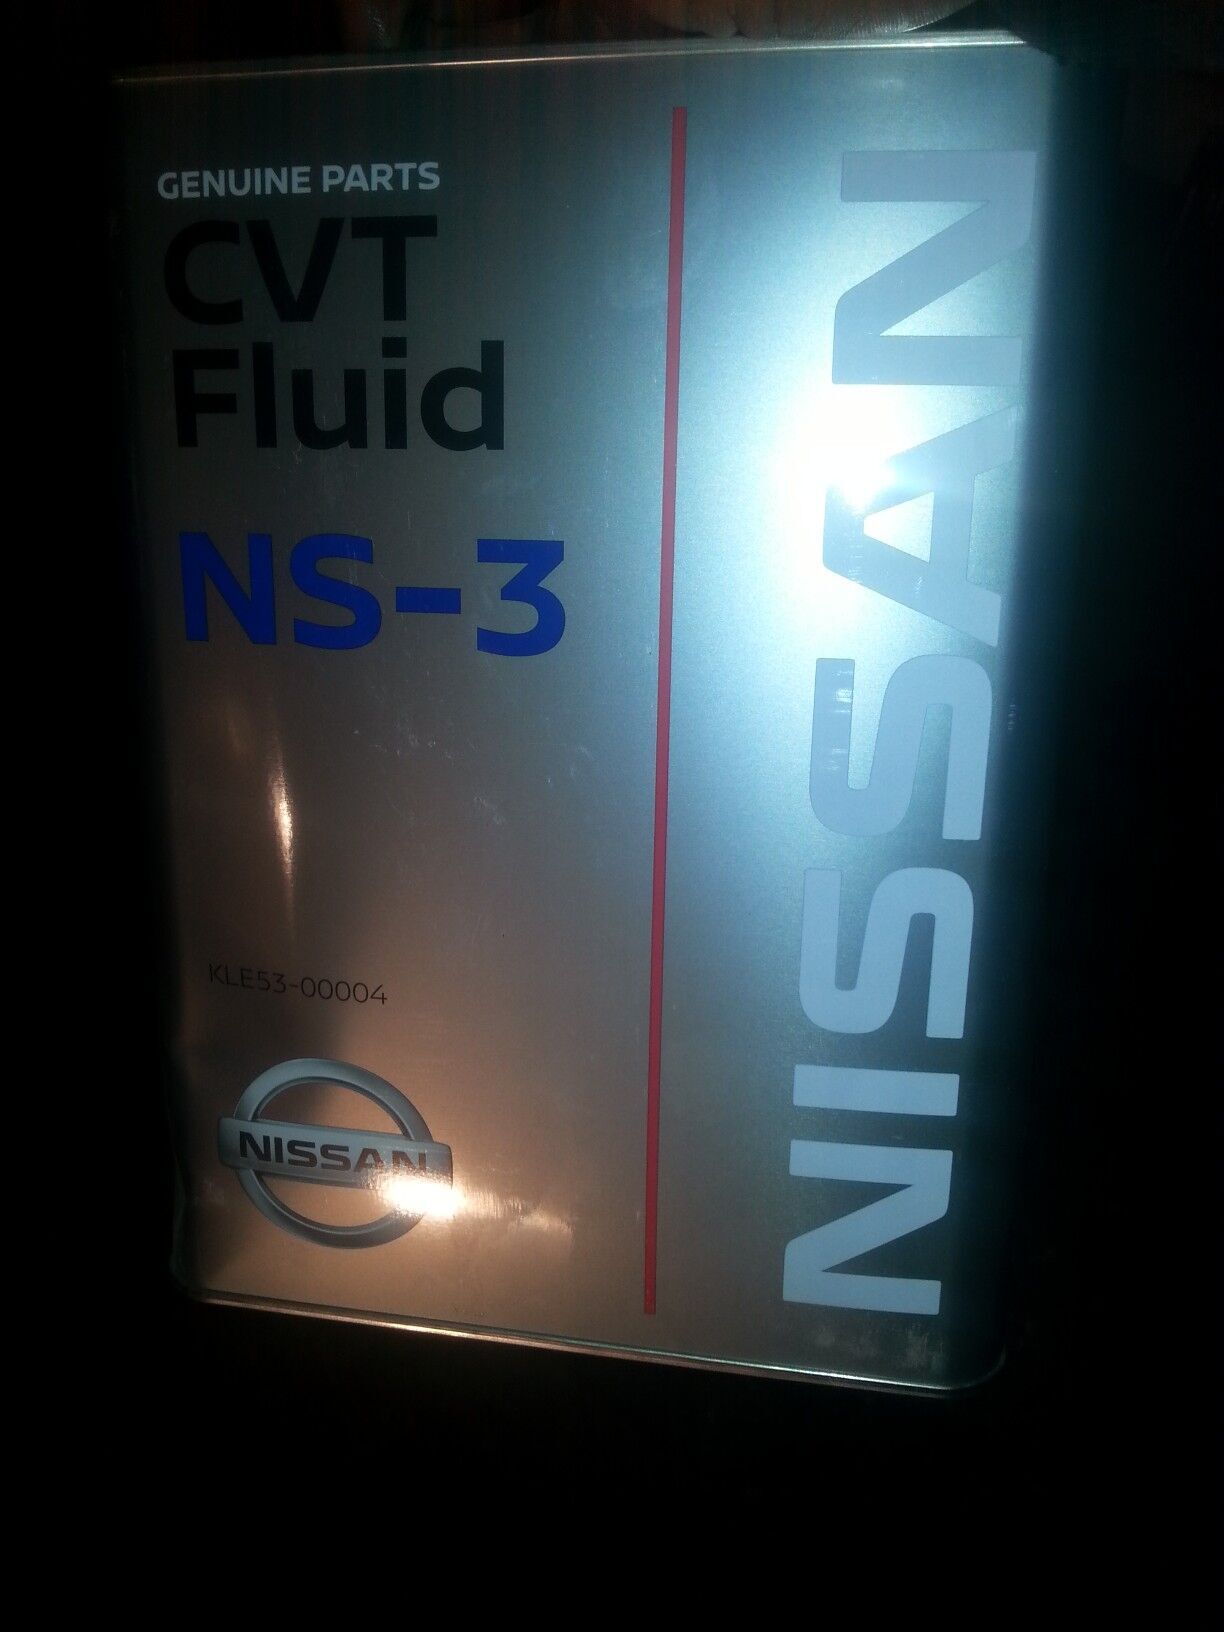 GENUINE PARTS
CVT
Fluid
NS-3
KLE53-00004
NISSAN
NISSAN